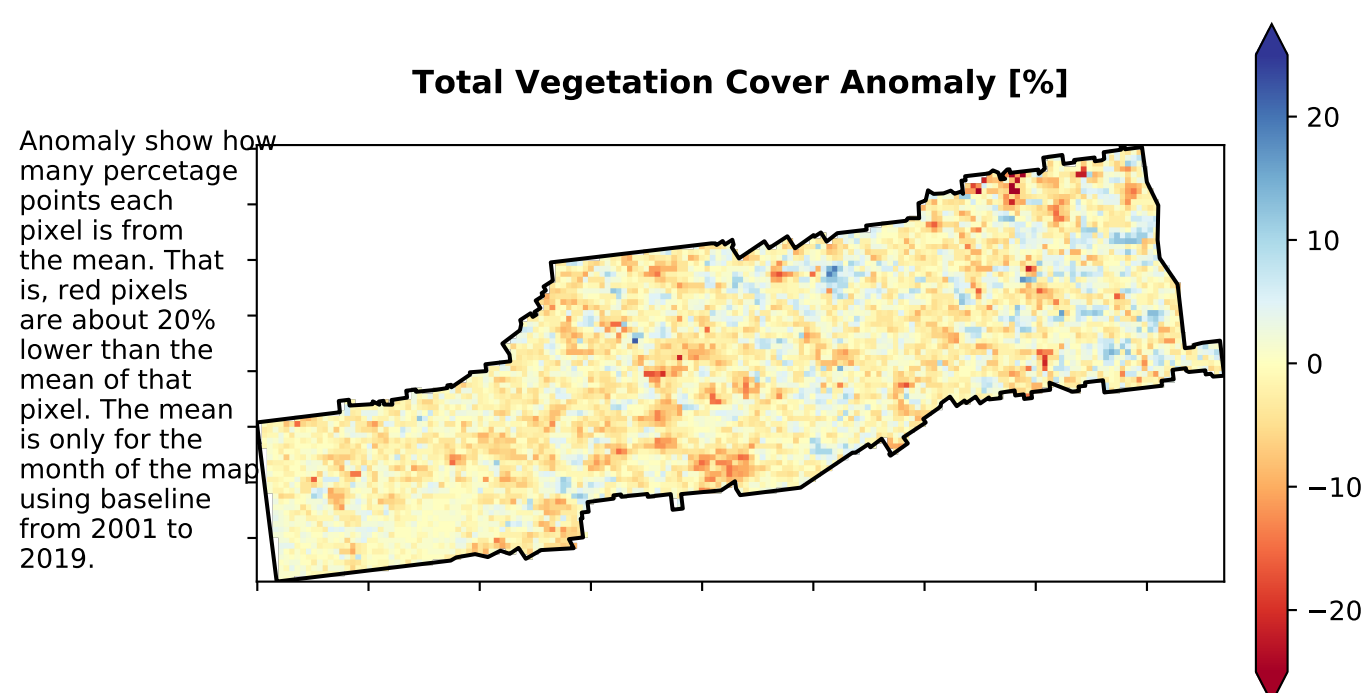 Total Vegetation Cover Anomaly [%]
Anomaly show how
many percetage
points each
pixel is from
the mean. That
is, red pixels
are about 20%
lower than the
mean of that
pixel. The mean
is only for the
month of the map
using baseline
from 2001 to
2019.
20
10
0
−10
−20